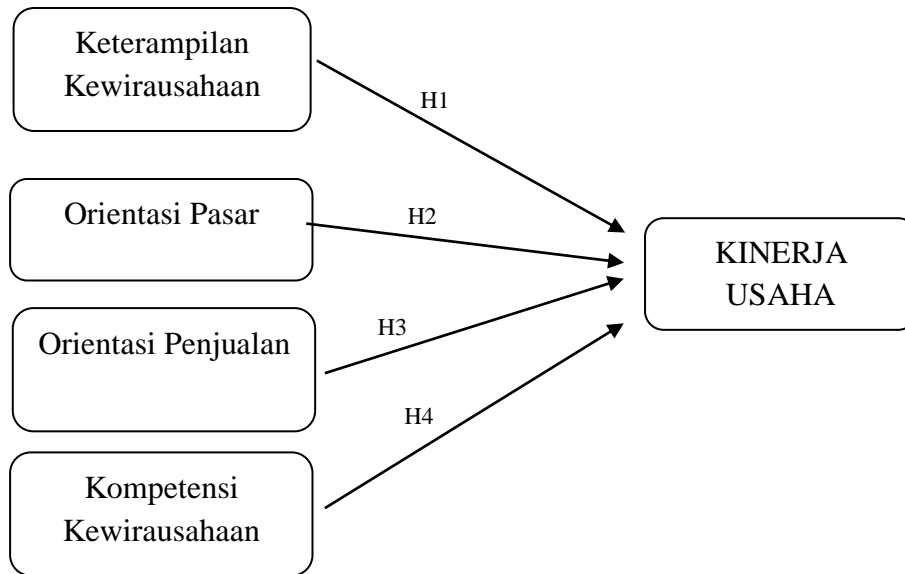 Keterampilan
Kewirausahaan
H1
Orientasi Pasar
H2
KINERJA
USAHA
Orientasi Penjualan
H3
H4
Kompetensi
Kewirausahaan